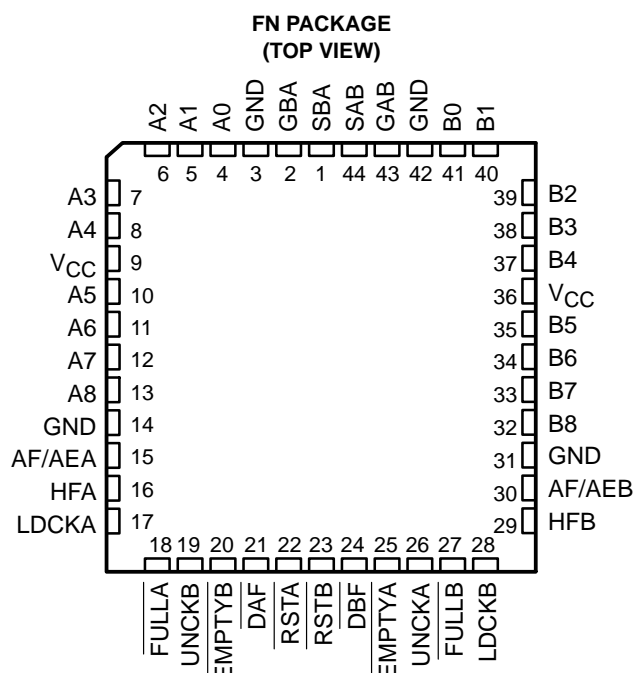 FN PACKAGE
(TOP VIEW)
A2 A1 A0 GND GBA SBA SAB GAB GND B0 B1
6 5 4 3 2 1 44 43 42 41 40
A3 7 39 B2
A4 8 38 B3
VCC 9 37 B4
A5 10 36 VCC
A6 11 35 B5
A7 12 34 B6
A8 13 33 B7
GND 14 32 B8
AF/AEA 15 31 GND
HFA 16 30 AF/AEB
LDCKA 17 29 HFB
18 19 20 21 22 23 24 25 26 27 28
FULLA UNCKB EMPTYB DAF RSTA RSTB DBF EMPTYA UNCKA FULLB LDCKB